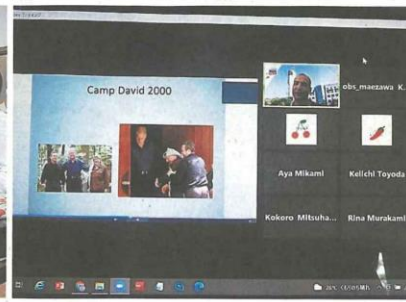 Camp David 2000
obs_maezawa K...
Aya Mikami
Keiichi Toyoda
Kokoro Mitsuha...
Rina Murakami